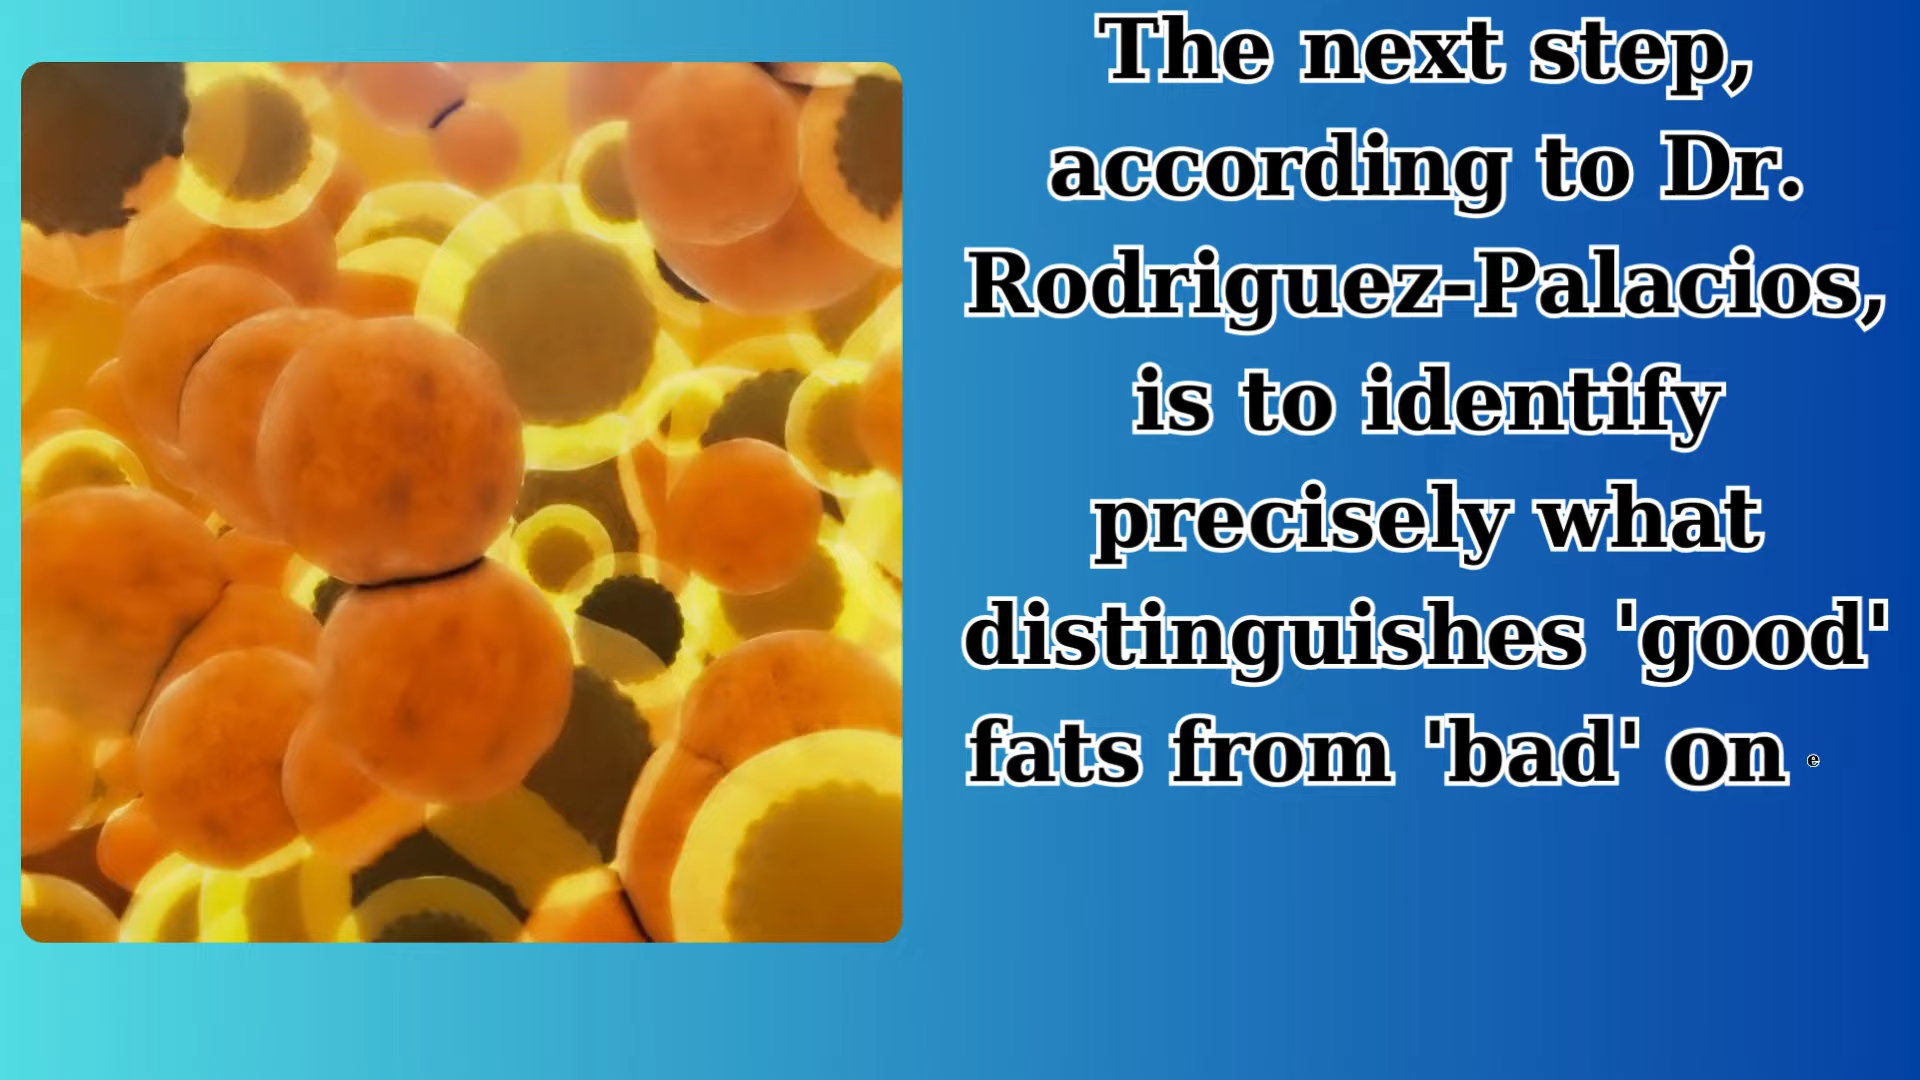 The next step,
according to Dr.
Rodriguez-Palacios,
is to identify
precisely what
distinguishes 'good'
fats from 'bad' on e